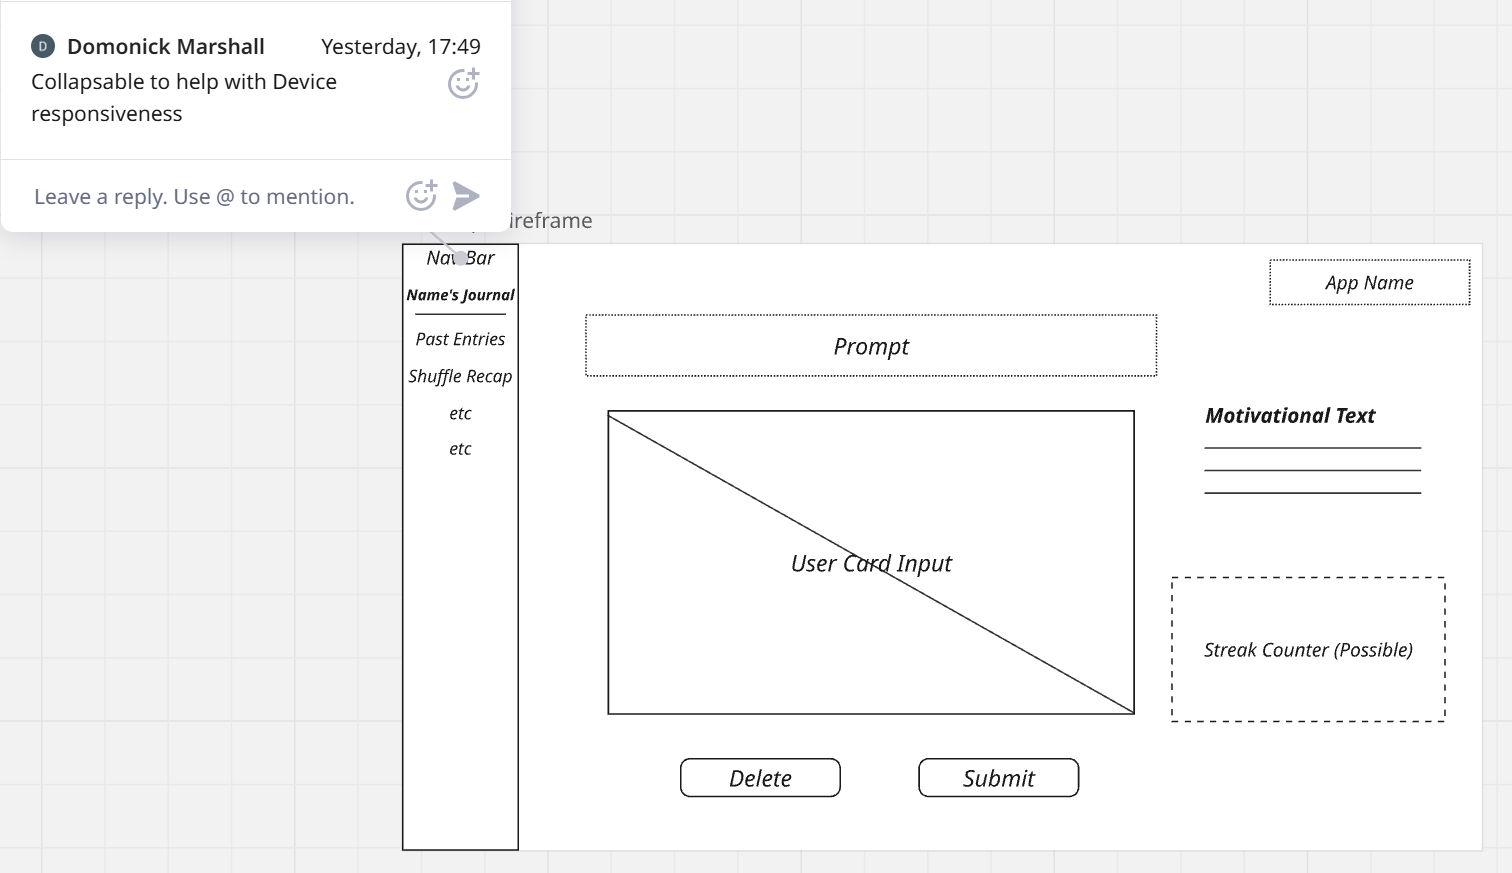 D Domonick Marshall Yesterday, 17:49
Collapsable to help with Device
responsiveness
Leave a reply. Use @ to mention.
ireframe
Nav Bar
Name's Journal
Past Entries
Shuffle Recap
etc
etc
App Name
Prompt
Motivational Text
User Card Input
Streak Counter (Possible)
Delete
Submit